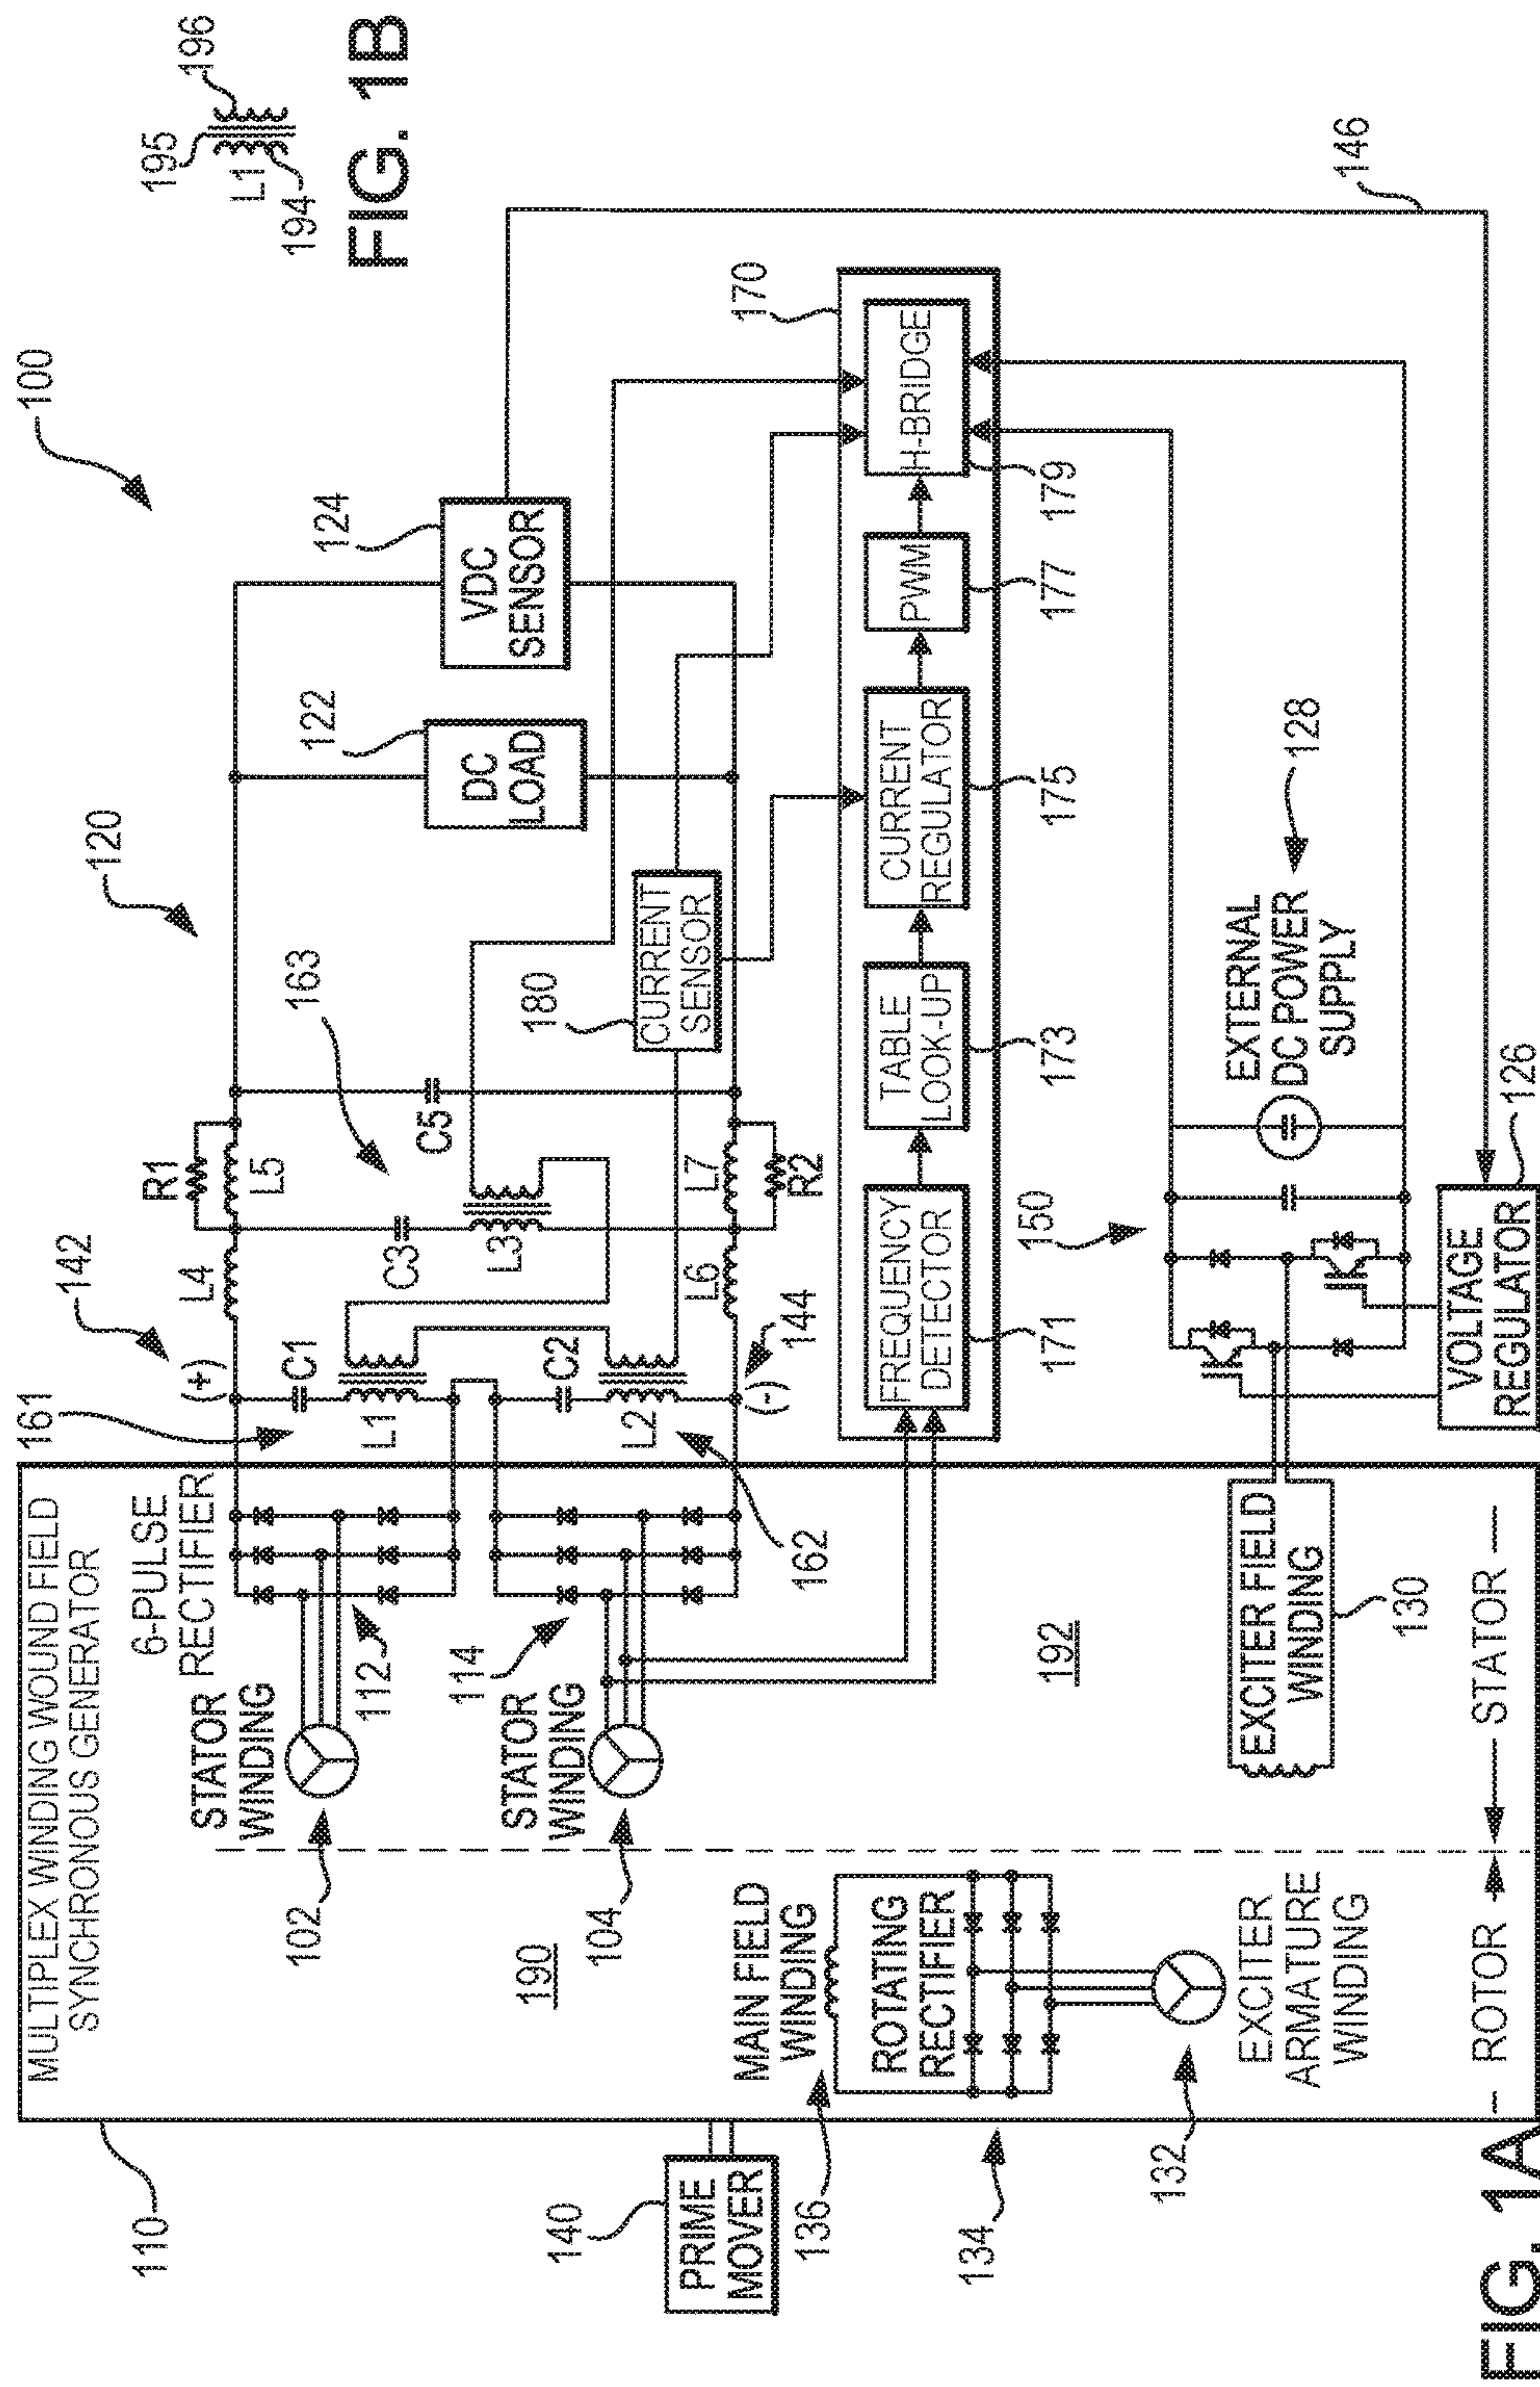 FIG. 1A
FIG. 1B
100
120
110
MULTIPLEX WINDING WOUND FIELD
SYNCHRONOUS GENERATOR
6-PULSE
RECTIFIER
STATOR
WINDING
102
112
STATOR
WINDING
104
114
190
192
140
PRIME
MOVER
MAIN FIELD
WINDING
136
ROTATING
RECTIFIER
134
132
EXCITER
ARMATURE
WINDING
EXCITER FIELD
WINDING
130
ROTOR
STATOR
161
162
163
142
(+)
144
(-)
C1
L1
C2
L2
L4
R1
L5
C3
L3
C5
L6
L7
R2
180
CURRENT
SENSOR
122
DC
LOAD
124
VDC
SENSOR
146
170
FREQUENCY
DETECTOR
171
TABLE
LOOK-UP
173
CURRENT
REGULATOR
175
PWM
177
H-BRIDGE
179
150
EXTERNAL
DC POWER
SUPPLY
128
VOLTAGE
REGULATOR
126
195
196
L1
194